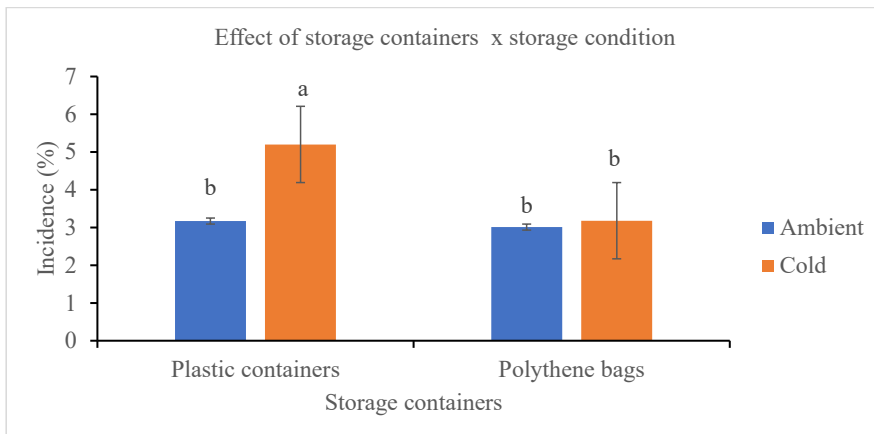 Effect of storage containers x storage condition
7
6
5
4
3
2
1
0
Incidence (%)
b
a
b
b
Plastic containers
Polythene bags
Storage containers
Ambient
Cold